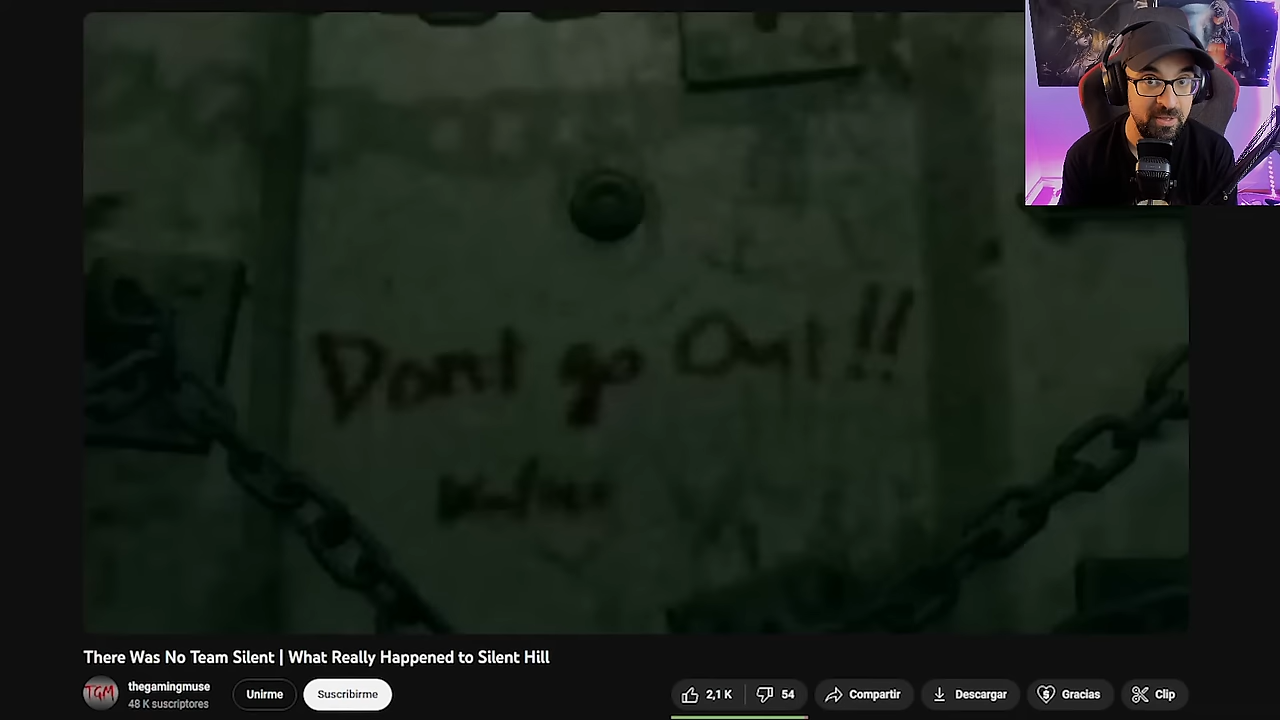 Don't go Out!!
Walter
There Was No Team Silent | What Really Happened to Silent Hill
TGM
thegamingmuse
48 K suscriptores
Unirme
Suscribirme
2,1 K
54
Compartir
Descargar
Gracias
Clip